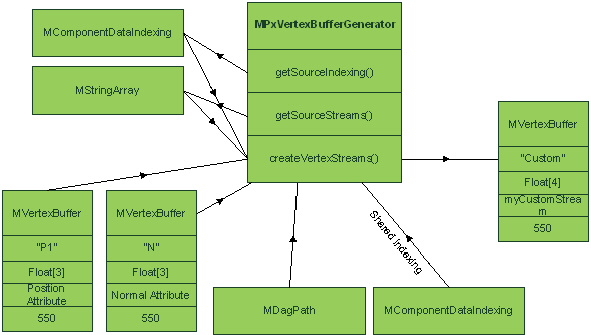 MComponentDataIndexing
MStringArray
MPxVertexBufferGenerator
getSourceIndexing()
getSourceStreams()
createVertexStreams()
MVertexBuffer
"Custom"
Float[4]
myCustomStrea
m
550
MVertexBuffer
"P1"
Float[3]
Position
Attribute
550
MVertexBuffer
"N"
Float[3]
Normal Attribute
550
Shared Indexing
MDagPath
MComponentDataIndexing